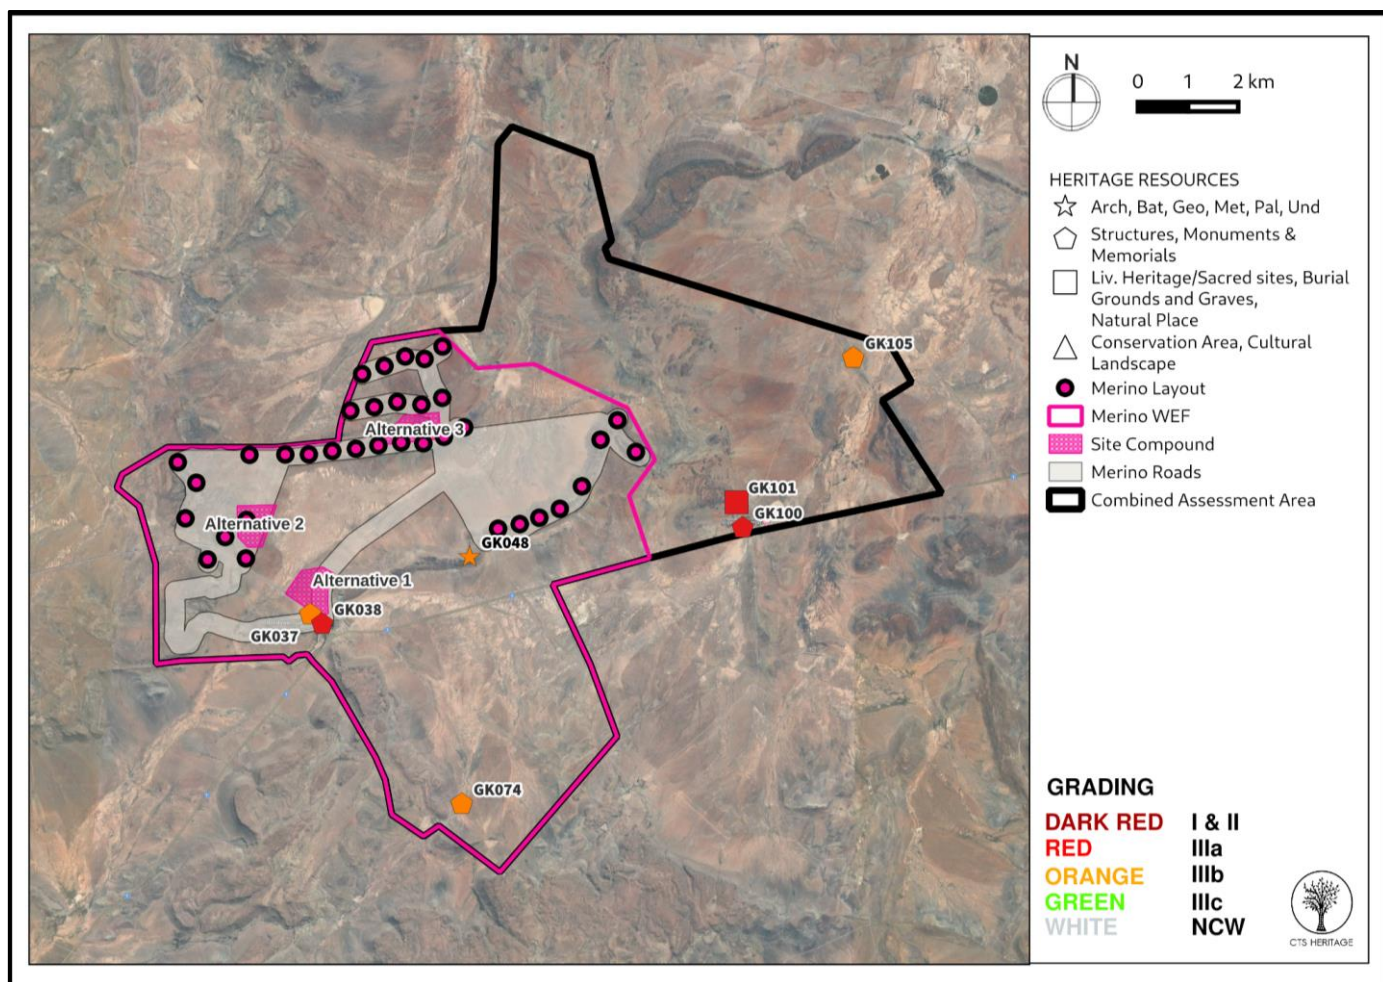 N
0 1 2 km
HERITAGE RESOURCES
Arch, Bat, Geo, Met, Pal, Und
Structures, Monuments &
Memorials
Liv. Heritage/Sacred sites, Burial
Grounds and Graves,
Natural Place
Conservation Area, Cultural
Landscape
Merino Layout
Merino WEF
Site Compound
Merino Roads
Combined Assessment Area
GK105
Alternative 3
GK101
GK100
Alternative 2
GK048
Alternative 1
GK038
GK037
GK074
GRADING
DARK RED I & II
RED IIIa
ORANGE IIIb
GREEN IIIc
WHITE NCW
CTS HERITAGE